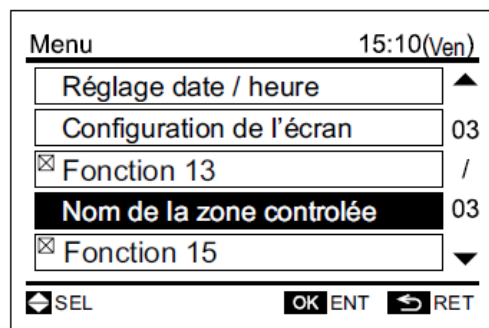 Menu 15:10(Ven)
Réglage date / heure
Configuration de l'écran 03
Fonction 13 /
Nom de la zone controlée 03
Fonction 15
SEL OK ENT RET